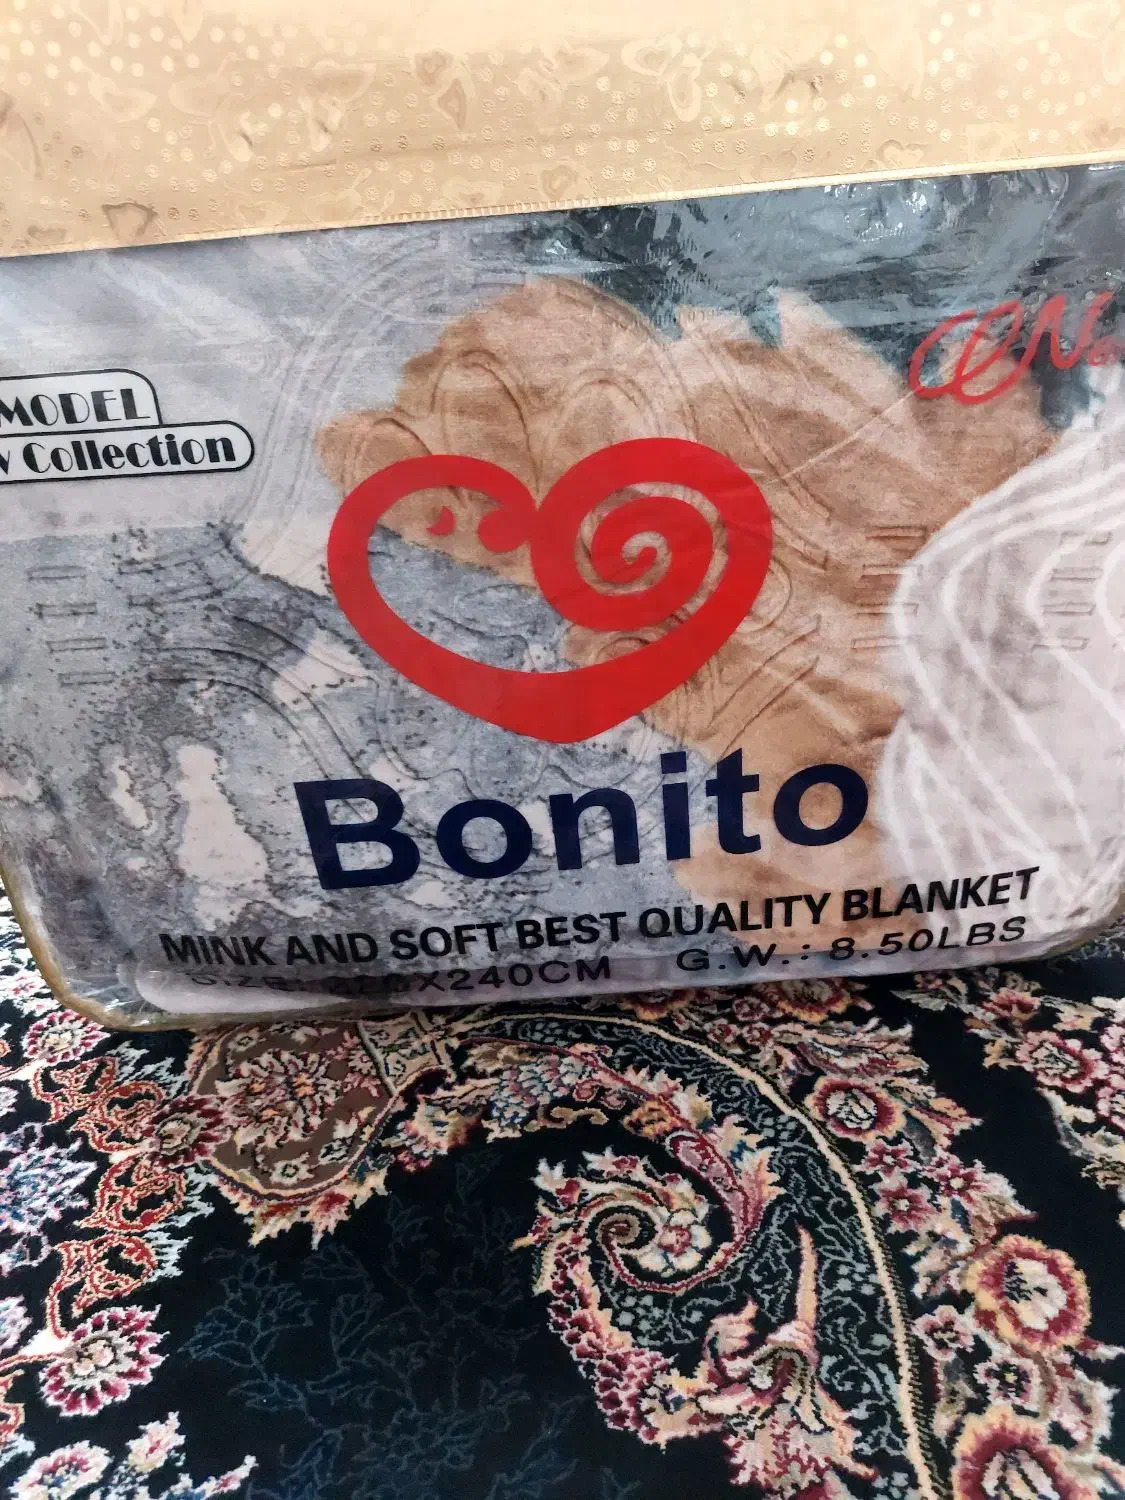 MODEL
Collection
Bonito
MINK AND SOFT BEST QUALITY BLANKET
X240CM G.W.: 8.50LBS